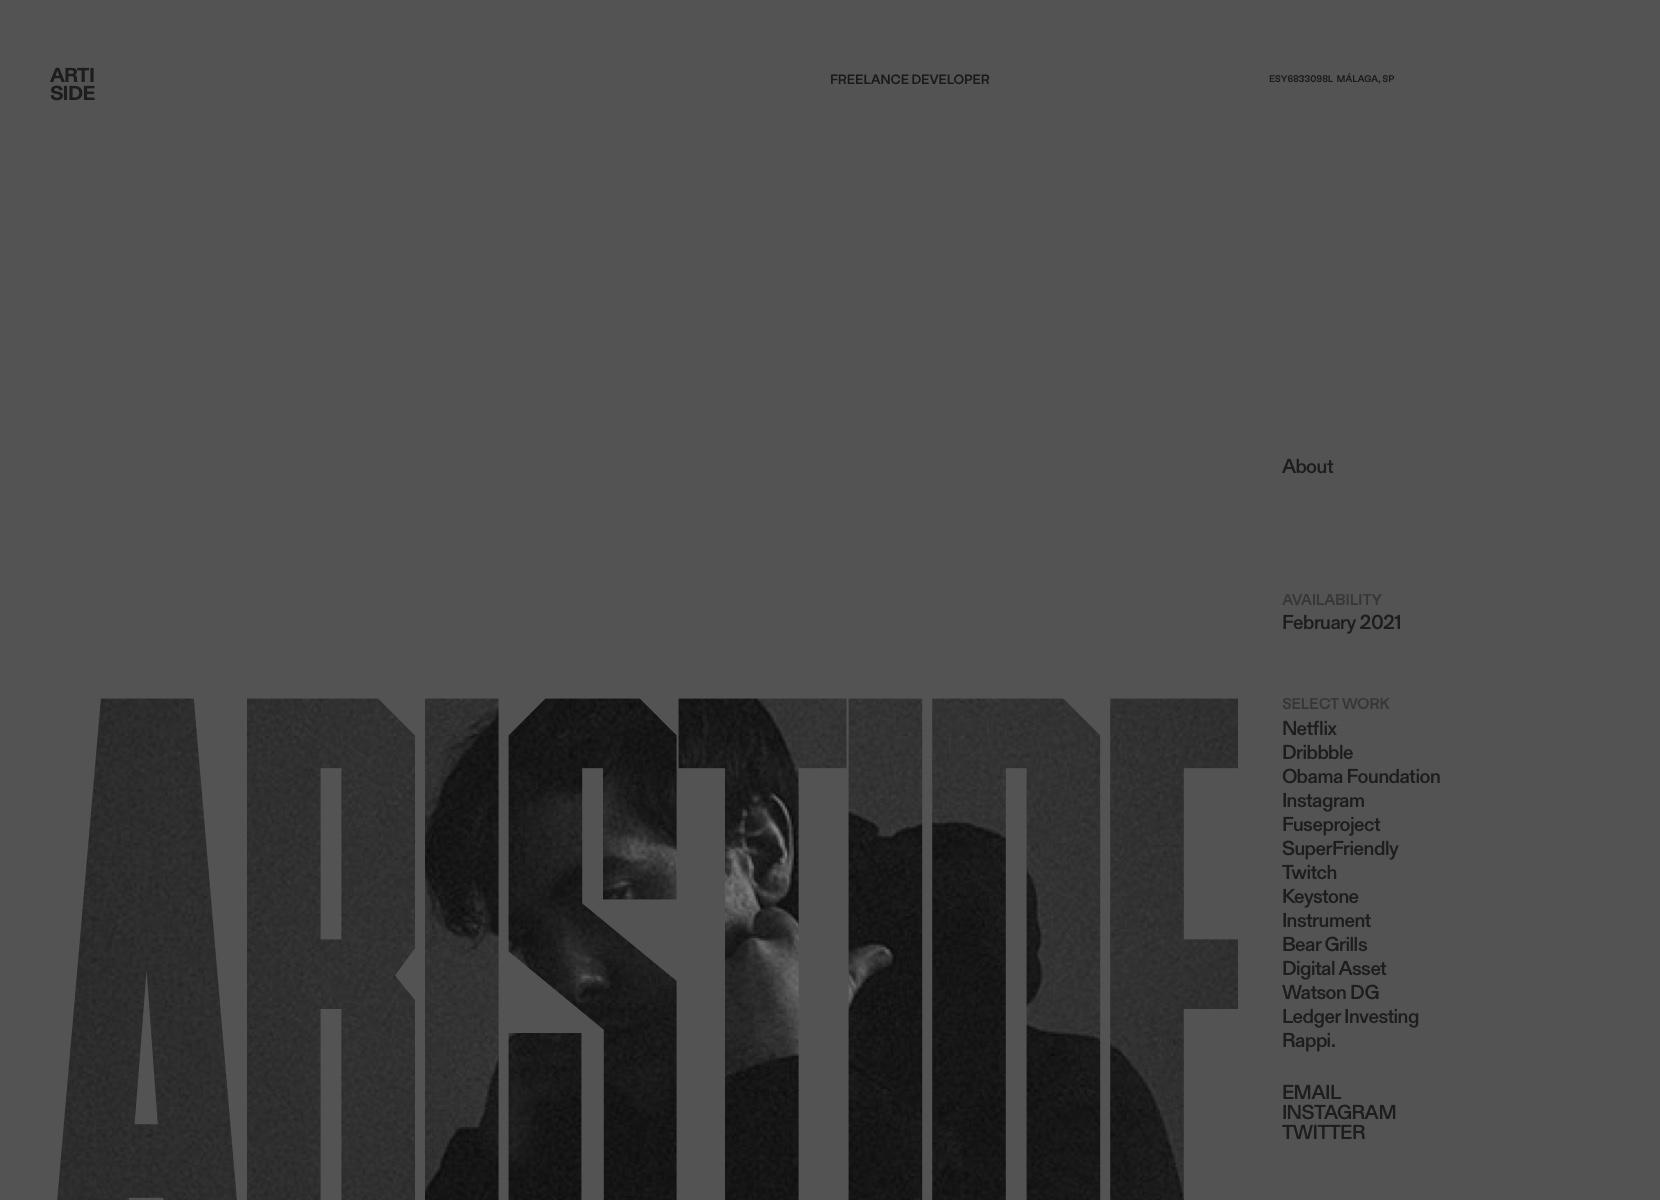 ARTI
SIDE
FREELANCE DEVELOPER
ESY6833098L MÁLAGA, SP
About
AVAILABILITY
February 2021
ARISTIDE
SELECT WORK
Netflix
Dribbble
Obama Foundation
Instagram
Fuseproject
SuperFriendly
Twitch
Keystone
Instrument
Bear Grills
Digital Asset
Watson DG
Ledger Investing
Rappi.
EMAIL
INSTAGRAM
TWITTER